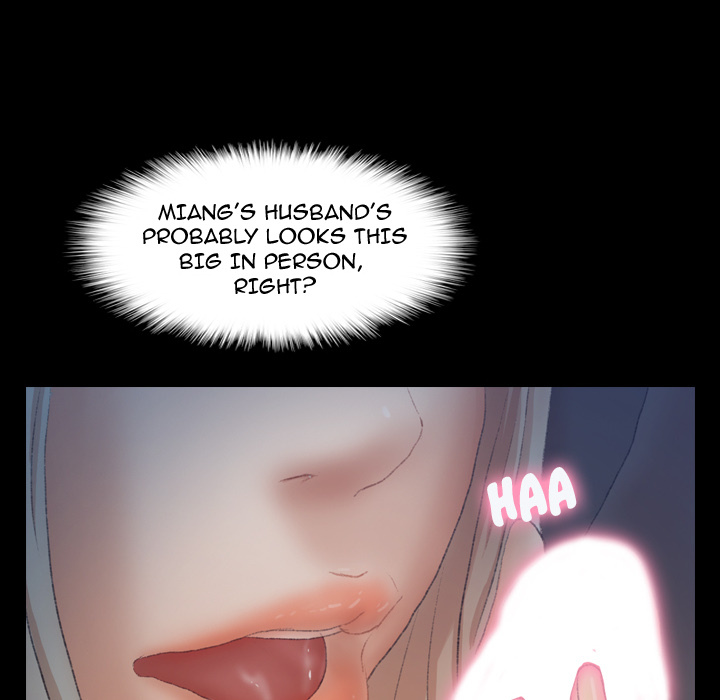 MIANG'S HUSBAND'S
PROBABLY LOOKS THIS
BIG IN PERSON,
RIGHT?
HAA